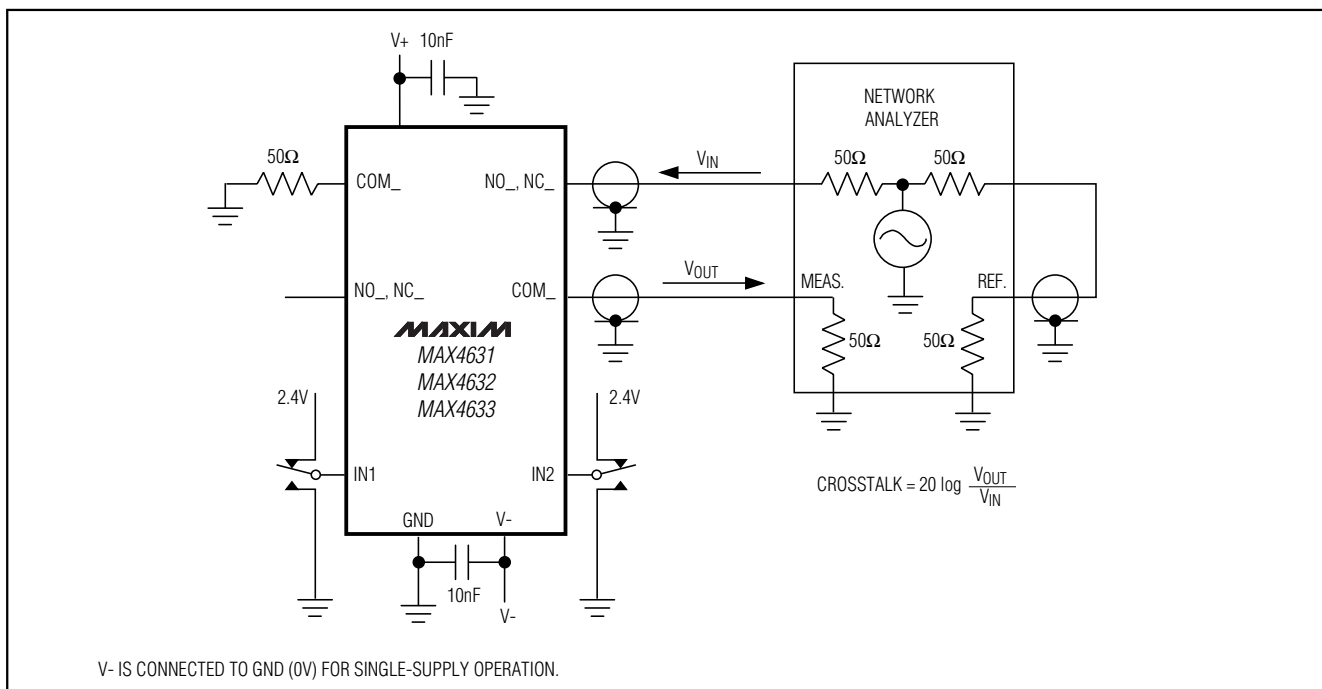 V+ 10nF
NETWORK
ANALYZER
50Ω
COM_
NO_, NC_
VIN
50Ω
50Ω
NO_, NC_
COM_
VOUT
MEAS.
REF.
MAXIM
MAX4631
MAX4632
MAX4633
50Ω
50Ω
2.4V
2.4V
IN1
IN2
CROSSTALK = 20 log VOUT
VIN
GND
V-
10nF
V-
V- IS CONNECTED TO GND (0V) FOR SINGLE-SUPPLY OPERATION.